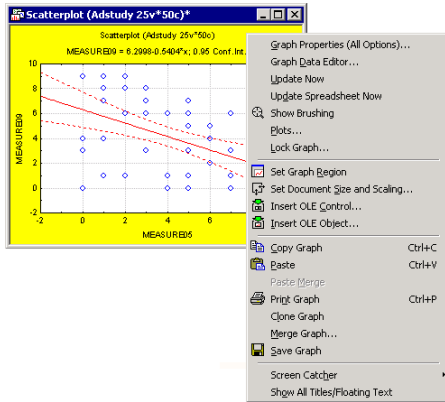 Scatterplot (Adstudy 25v*50c)*
Scatterplot (Adstudy 25v*50c)
MEASURE09 = 6.2998-0.5404*x; 0.95 Conf.Int.
10
8
6
4
2
0
-2
MEASURE09
-2 0 2 4 6
MEASURE05
Graph Properties (All Options)...
Graph Data Editor...
Update Now
Update Spreadsheet Now
Show Brushing
Plots...
Lock Graph...
Set Graph Region
Set Document Size and Scaling...
Insert OLE Control...
Insert OLE Object...
Copy Graph Ctrl+C
Paste Ctrl+V
Paste Merge
Print Graph Ctrl+P
Clone Graph
Merge Graph...
Save Graph
Screen Catcher
Show All Titles/Floating Text